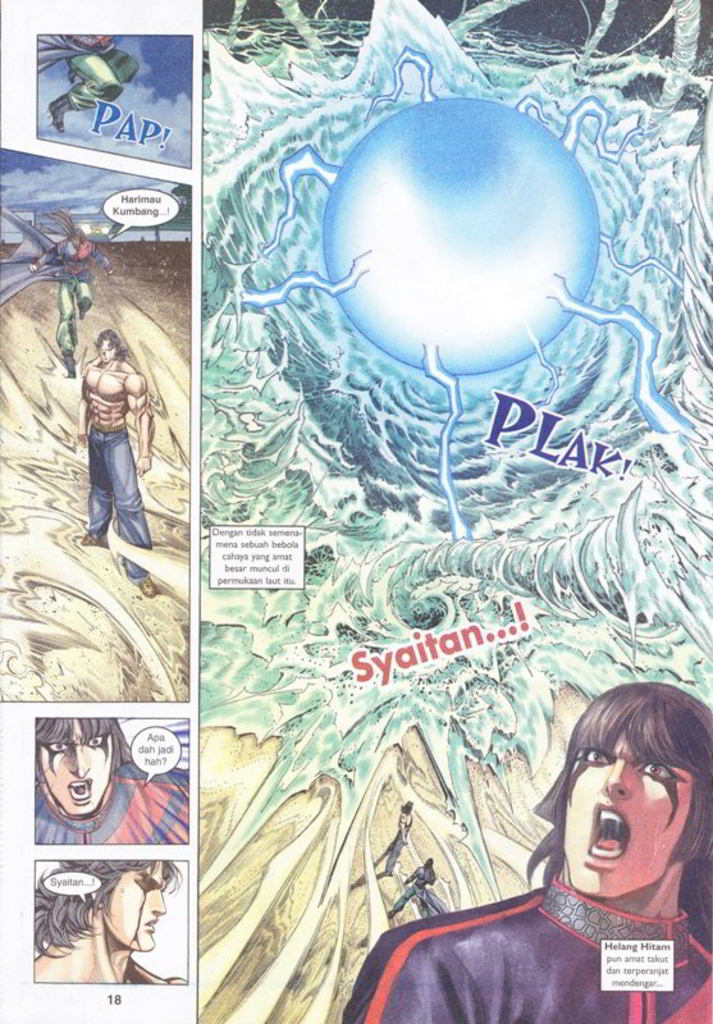 PAP!
Harimau
Kumbang...!
Apa
dah jadi
hah?
Syaitan...!
18
PLAK!
Dengan tidak semena-
mena sebuah bebola
cahaya yang amat
besar muncul di
permukaan laut itu.
Syaitan...!
Helang Hitam
pun amat takut
dan terperanjat
mendengar...